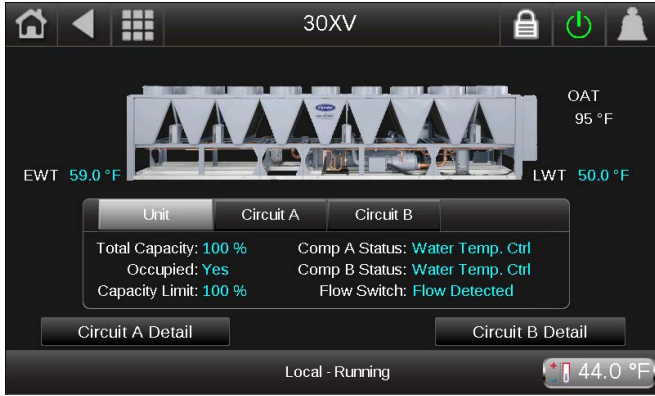 30XV
OAT
95 °F
EWT 59.0 °F
LWT 50.0 °F
Unit Circuit A Circuit B
Total Capacity: 100 % Comp A Status: Water Temp. Ctrl
Occupied: Yes Comp B Status: Water Temp. Ctrl
Capacity Limit: 100 % Flow Switch: Flow Detected
Circuit A Detail Circuit B Detail
Local - Running
44.0 °F